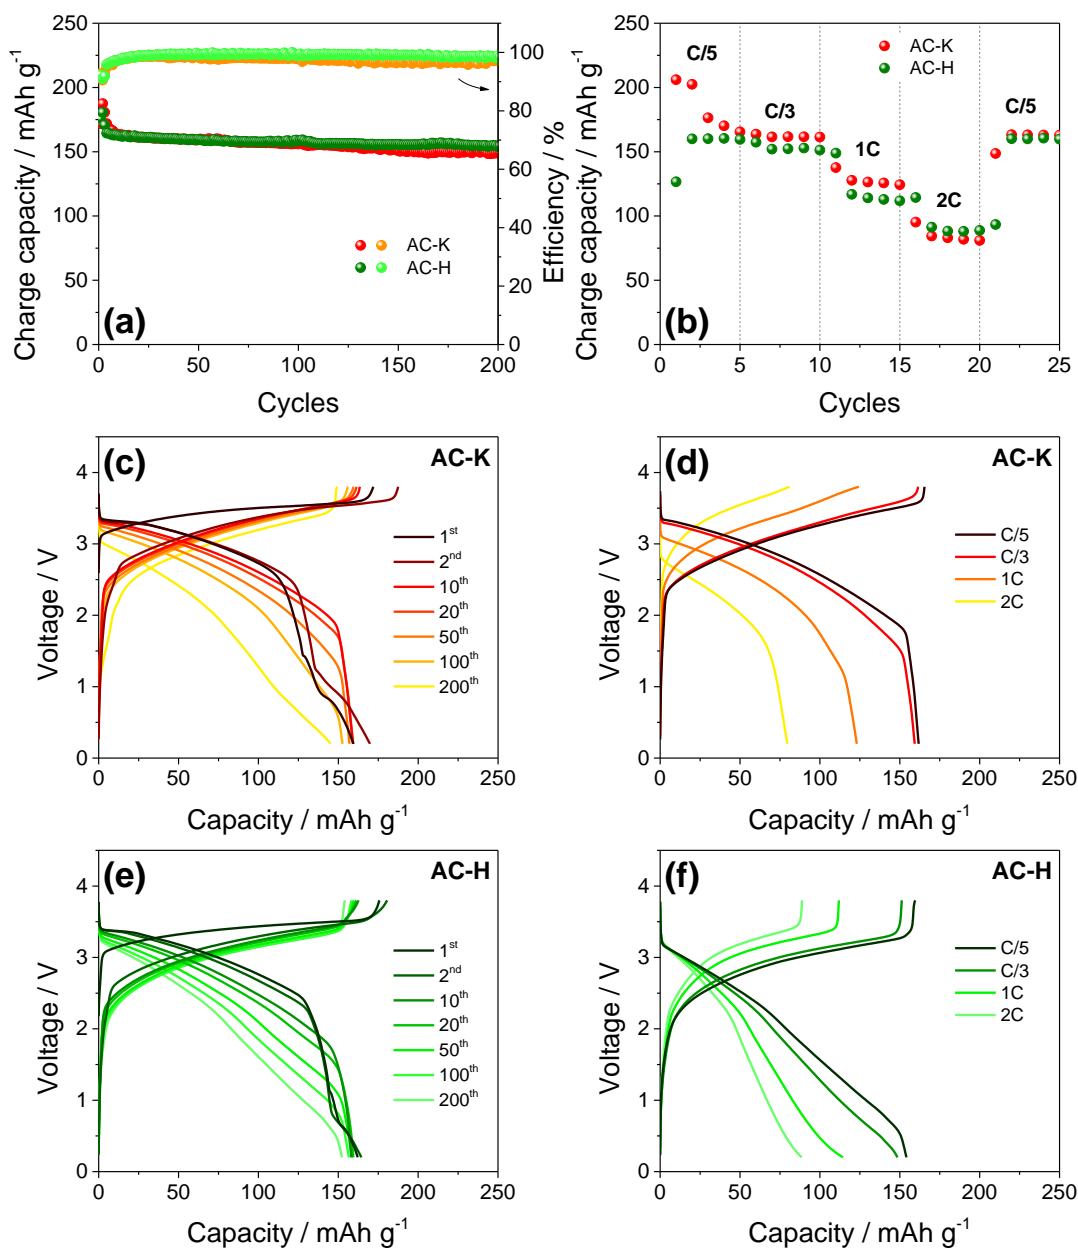 Charge capacity / mAh g⁻¹
250
200
150
100
50
0
100
80
60
40
20
0
Efficiency / %
AC-K
AC-H
(a)
0 50 100 150 200
Cycles
Charge capacity / mAh g⁻¹
250
200
150
100
50
0
C/5
C/3
1C
2C
C/5
AC-K
AC-H
(b)
0 5 10 15 20 25
Cycles
(c)
AC-K
Voltage / V
4
3
2
1
0
1st
2nd
10th
20th
50th
100th
200th
0 50 100 150 200 250
Capacity / mAh g⁻¹
(d)
AC-K
Voltage / V
4
3
2
1
0
C/5
C/3
1C
2C
0 50 100 150 200 250
Capacity / mAh g⁻¹
(e)
AC-H
Voltage / V
4
3
2
1
0
1st
2nd
10th
20th
50th
100th
200th
0 50 100 150 200 250
Capacity / mAh g⁻¹
(f)
AC-H
Voltage / V
4
3
2
1
0
C/5
C/3
1C
2C
0 50 100 150 200 250
Capacity / mAh g⁻¹